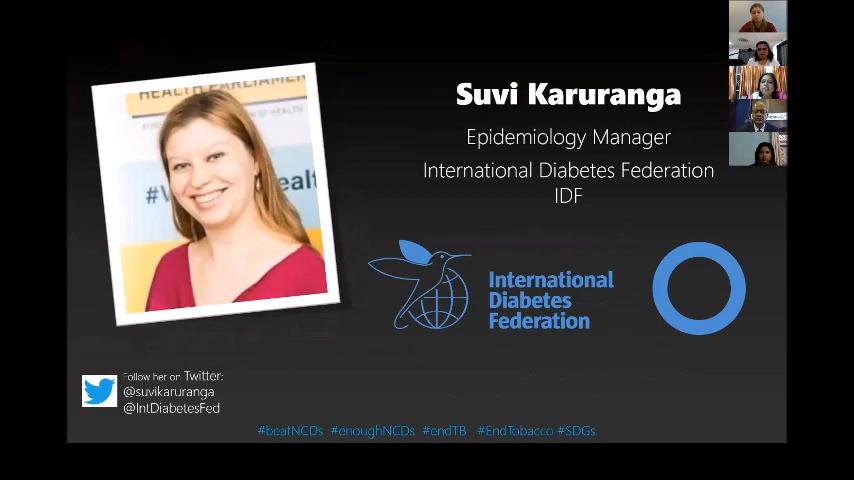 HEALTH PARLIAMEN
Suvi Karuranga
Epidemiology Manager
International Diabetes Federation
IDF
International
Diabetes
Federation
Follow her on Twitter:
@suvikaruranga
@IntDiabetesFed
#beatNCDs #enoughNCDs #endTB #EndTobacco #SDGs